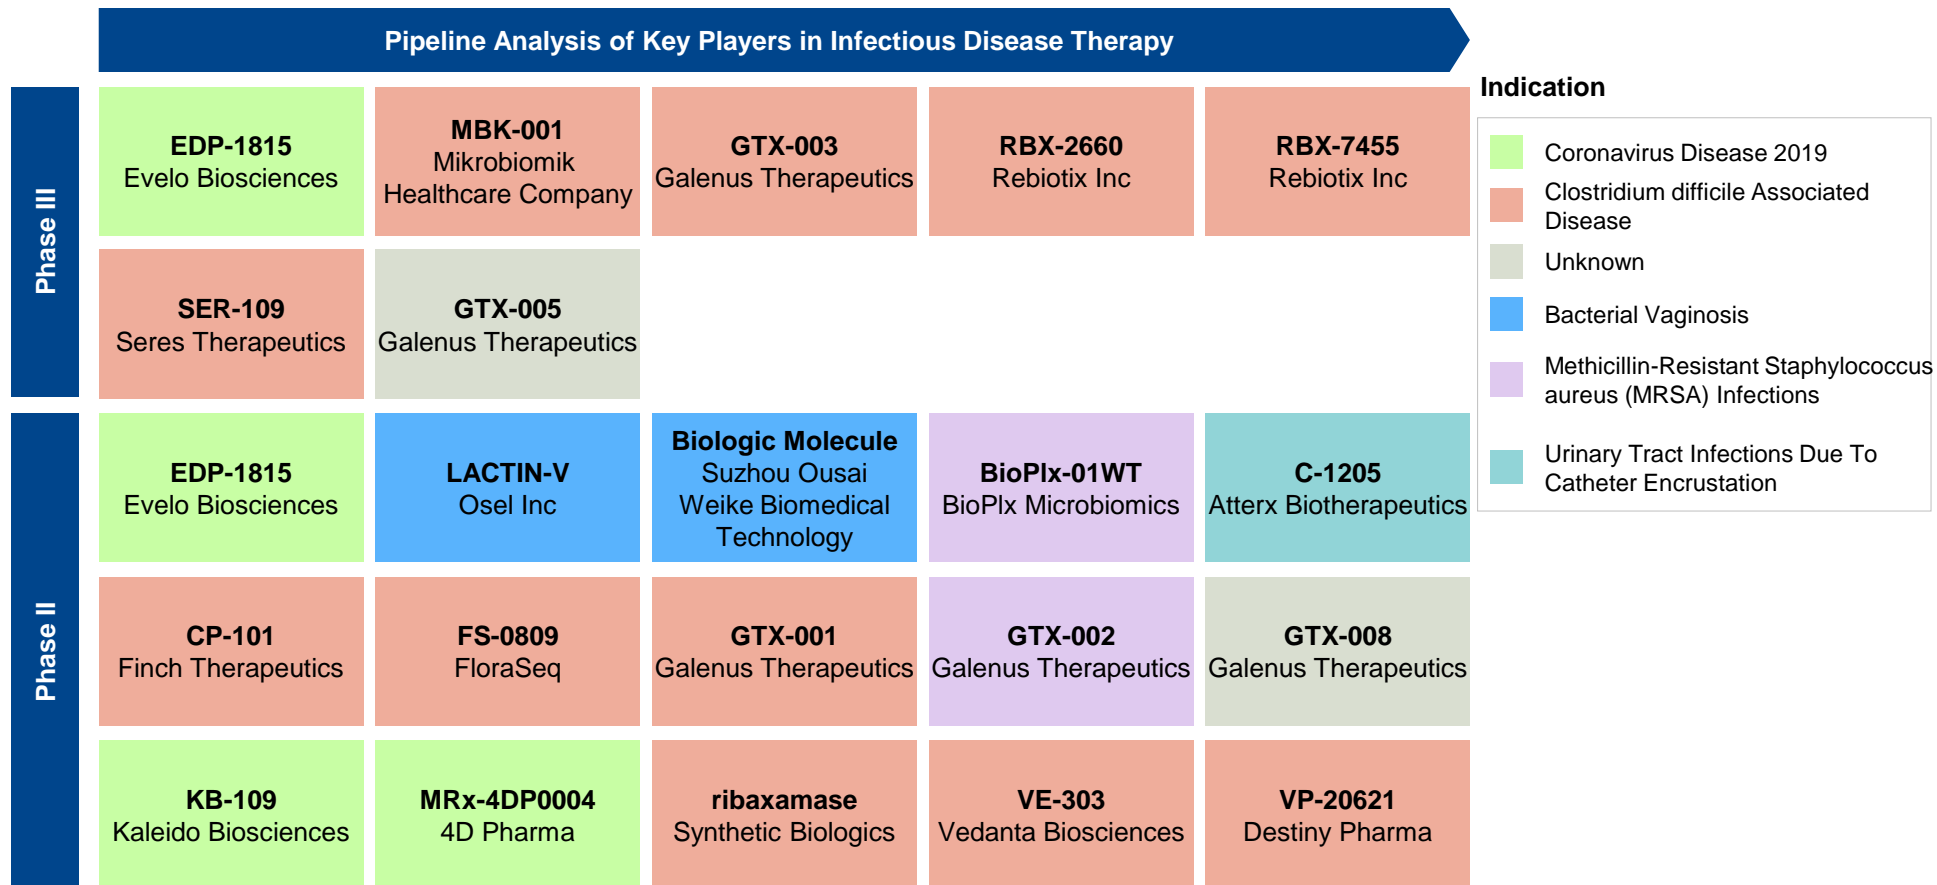 Pipeline Analysis of Key Players in Infectious Disease Therapy
Phase III
EDP-1815
Evelo Biosciences
MBK-001
Mikrobiomik
Healthcare Company
GTX-003
Galenus Therapeutics
RBX-2660
Rebiotix Inc
RBX-7455
Rebiotix Inc
SER-109
Seres Therapeutics
GTX-005
Galenus Therapeutics
Phase II
EDP-1815
Evelo Biosciences
LACTIN-V
Osel Inc
Biologic Molecule
Suzhou Ousai
Weike Biomedical
Technology
BioPlx-01WT
BioPlx Microbiomics
C-1205
Atterx Biotherapeutics
CP-101
Finch Therapeutics
FS-0809
FloraSeq
GTX-001
Galenus Therapeutics
GTX-002
Galenus Therapeutics
GTX-008
Galenus Therapeutics
KB-109
Kaleido Biosciences
MRx-4DP0004
4D Pharma
ribaxamase
Synthetic Biologics
VE-303
Vedanta Biosciences
VP-20621
Destiny Pharma
Indication
Coronavirus Disease 2019
Clostridium difficile Associated
Disease
Unknown
Bacterial Vaginosis
Methicillin-Resistant Staphylococcus
aureus (MRSA) Infections
Urinary Tract Infections Due To
Catheter Encrustation